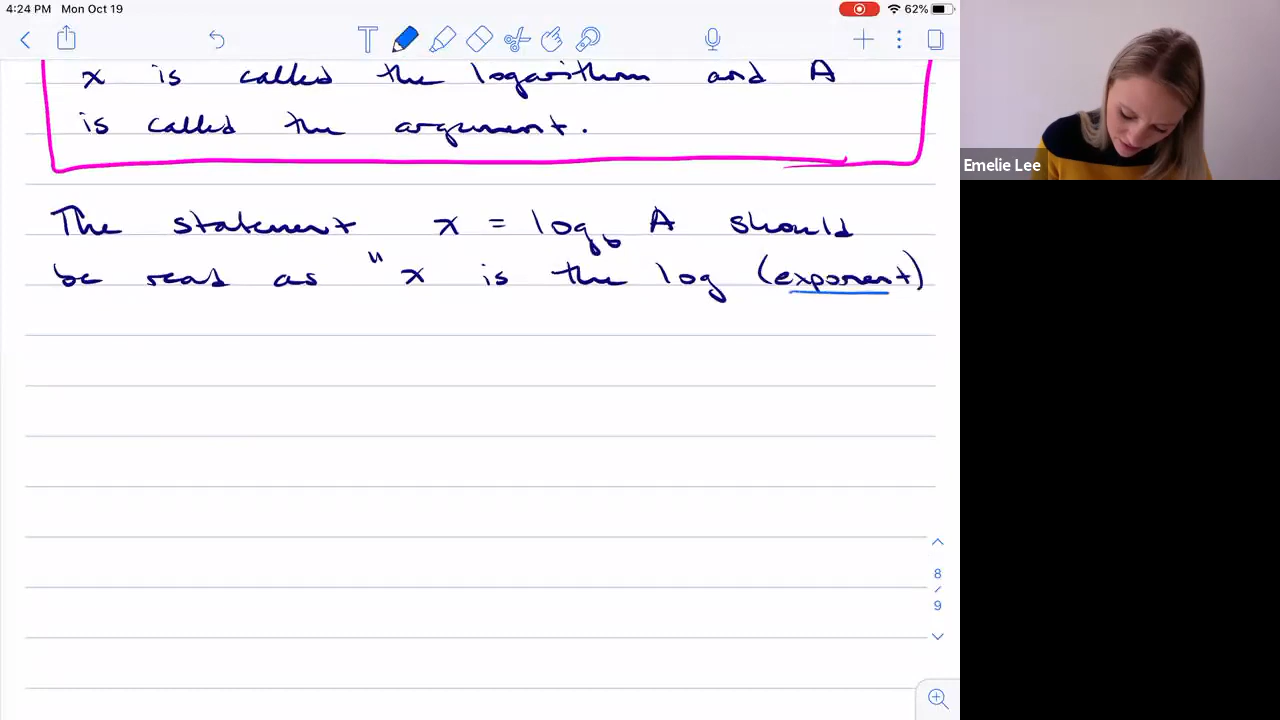 4:24 PM Mon Oct 19
62%
x is called the logarithm and A
is called the argument.
The statement x = log_b A should
be read as "x is the log (exponent)
8
/
9
Emelie Lee